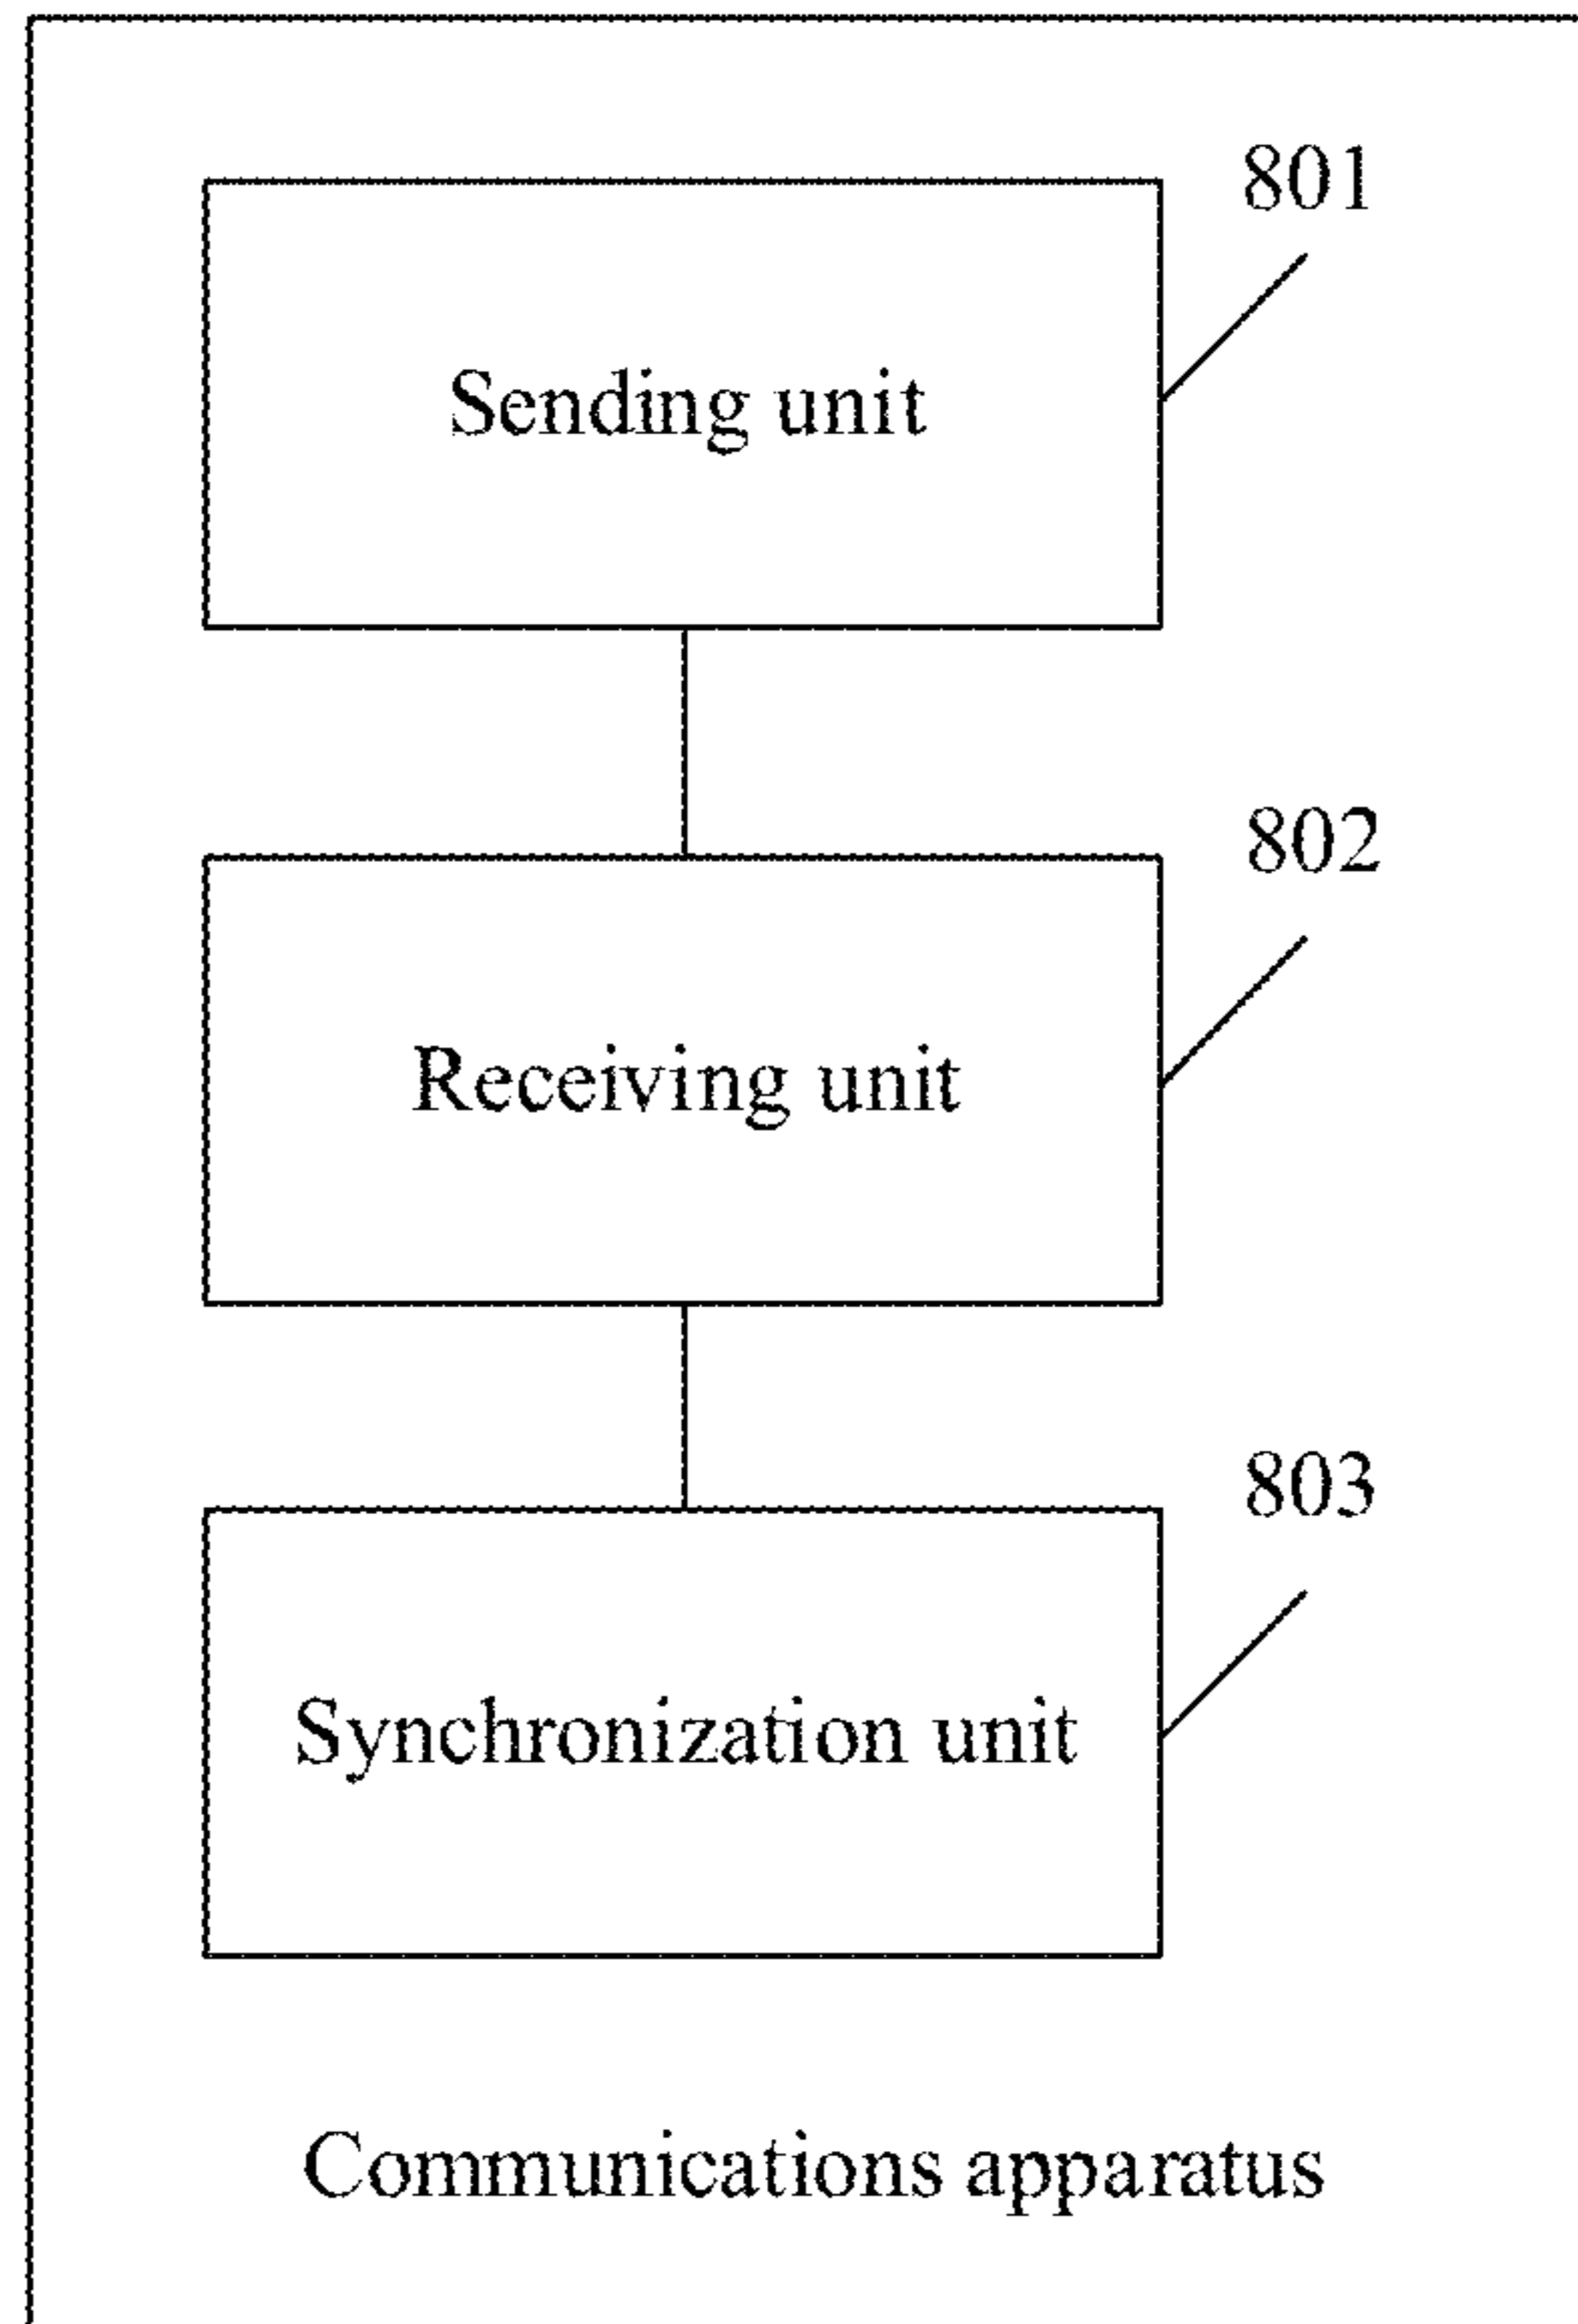 801
Sending unit
802
Receiving unit
803
Synchronization unit
Communications apparatus